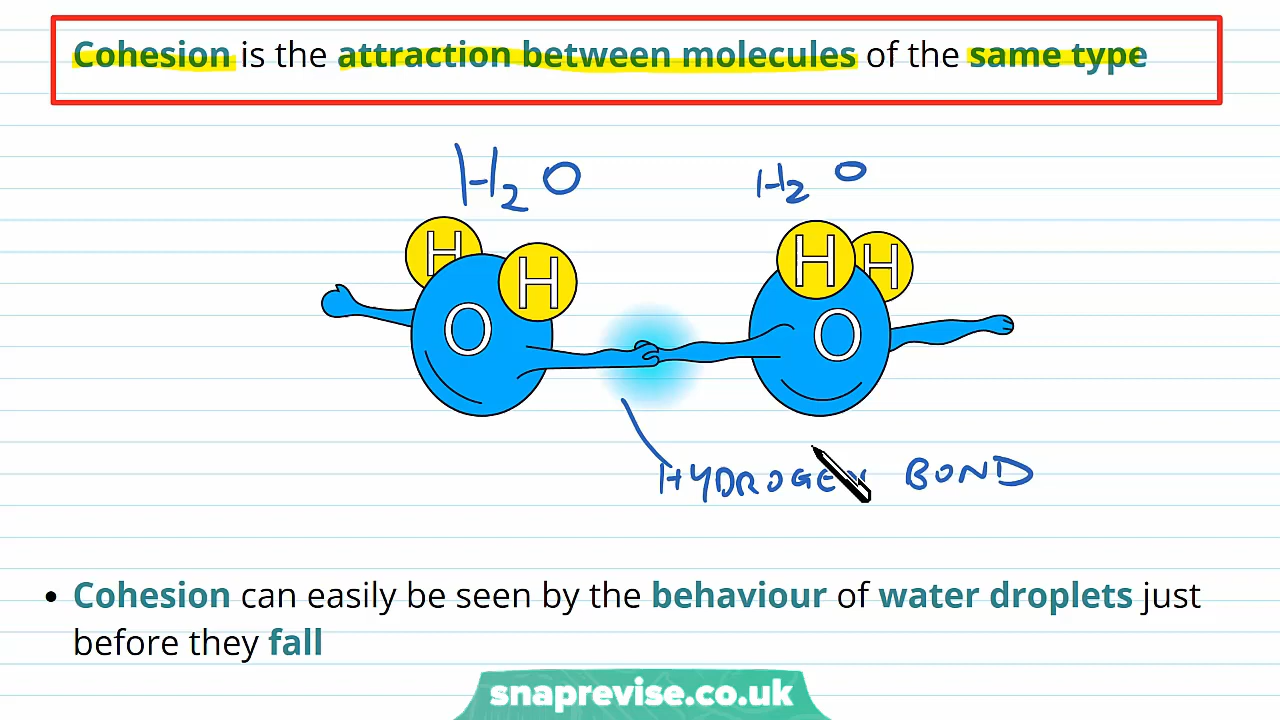 Cohesion is the attraction between molecules of the same type
H2O H2O
H H H H
O O
HYDROGEN BOND
• Cohesion can easily be seen by the behaviour of water droplets just
before they fall
snaprevise.co.uk